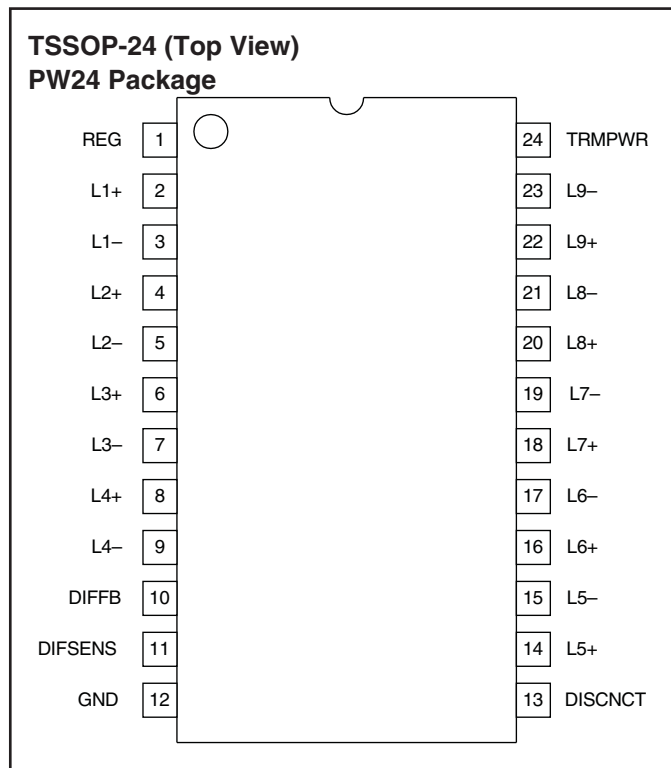 TSSOP-24 (Top View)
PW24 Package
REG 1 24 TRMPWR
L1+ 2 23 L9–
L1– 3 22 L9+
L2+ 4 21 L8–
L2– 5 20 L8+
L3+ 6 19 L7–
L3– 7 18 L7+
L4+ 8 17 L6–
L4– 9 16 L6+
DIFFB 10 15 L5–
DIFSENS 11 14 L5+
GND 12 13 DISCNCT